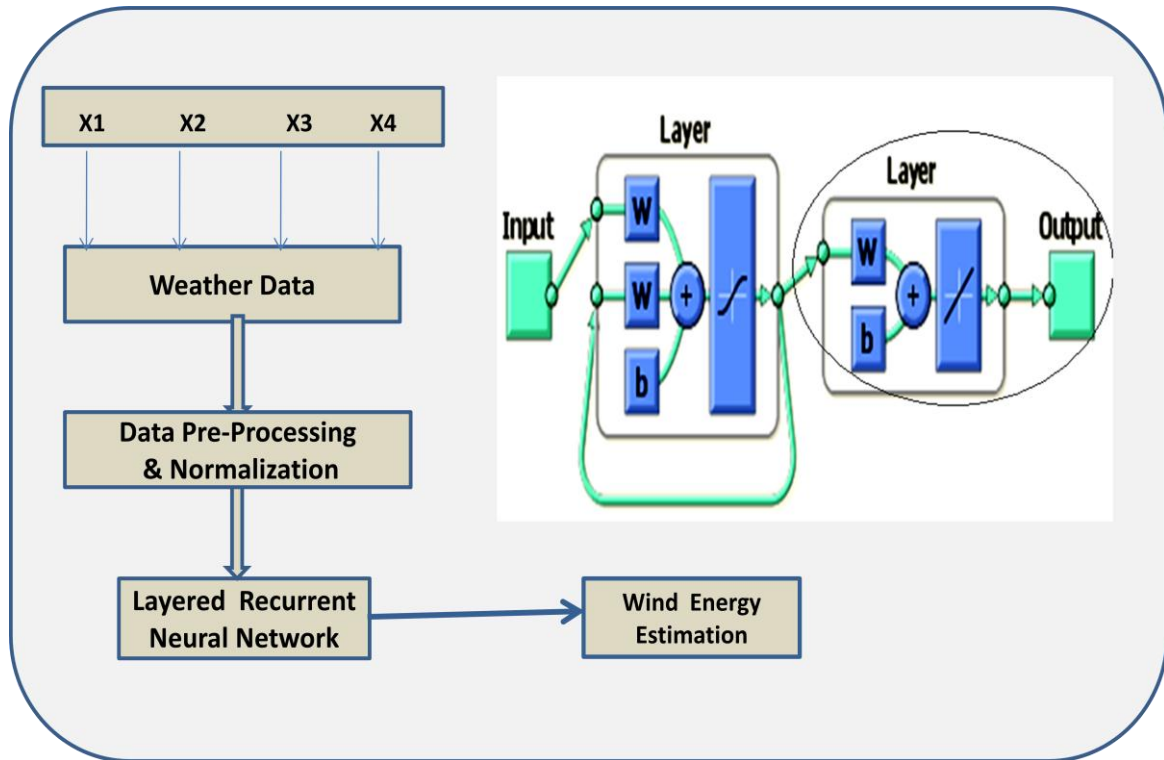 X1 X2 X3 X4
Weather Data
Data Pre-Processing
& Normalization
Layered Recurrent
Neural Network
Wind Energy
Estimation
Layer
Input
W
W
+
b
Layer
W
+
b
Output